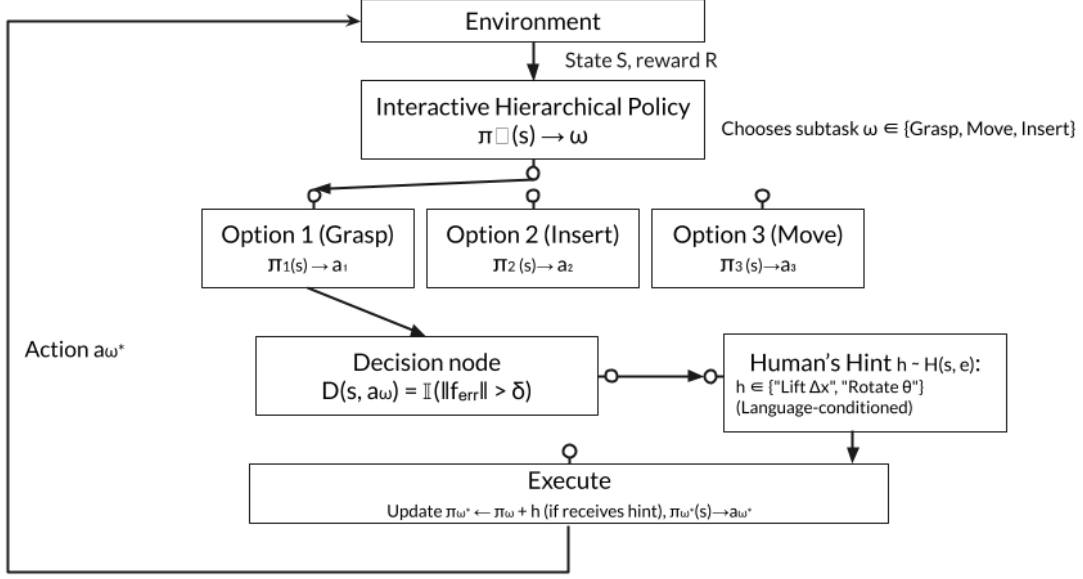 Environment
State S, reward R
Interactive Hierarchical Policy
π□(s) → ω
Chooses subtask ω ∈ {Grasp, Move, Insert}
Option 1 (Grasp)
π₁(s) → a₁
Option 2 (Insert)
π₂ (s)→ a₂
Option 3 (Move)
π₃ (s)→a₃
Action aω*
Decision node
D(s, aω) = 𝕀(‖fₑᵣᵣ‖ > δ)
Human's Hint h ~ H(s, e):
h ∈ {"Lift Δx", "Rotate θ"}
(Language-conditioned)
Execute
Update πω* ← πω + h (if receives hint), πω*(s)→aω*